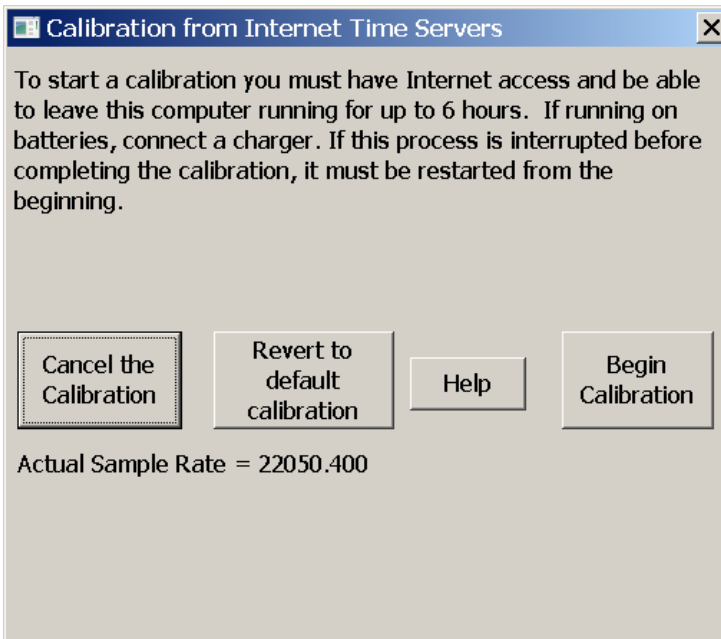 Calibration from Internet Time Servers
To start a calibration you must have Internet access and be able
to leave this computer running for up to 6 hours. If running on
batteries, connect a charger. If this process is interrupted before
completing the calibration, it must be restarted from the
beginning.
Cancel the
Calibration
Revert to
default
calibration
Help
Begin
Calibration
Actual Sample Rate = 22050.400